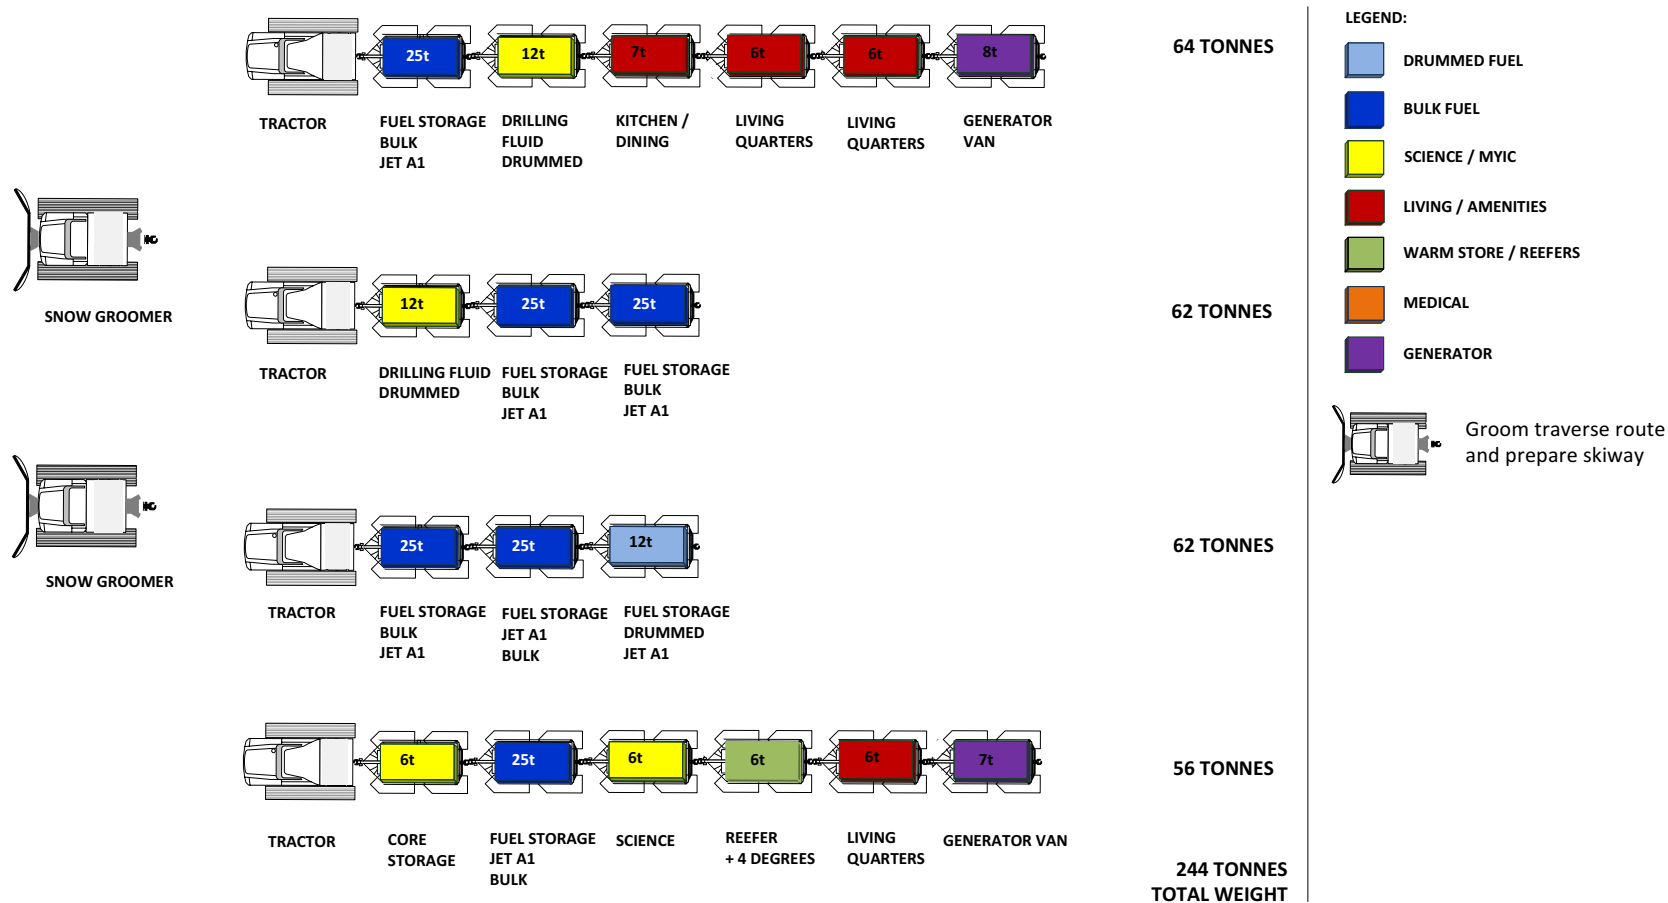 25t
12t
7t
6t
6t
8t
64 TONNES
TRACTOR
FUEL STORAGE
BULK
JET A1
DRILLING
FLUID
DRUMMED
KITCHEN /
DINING
LIVING
QUARTERS
LIVING
QUARTERS
GENERATOR
VAN
SNOW GROOMER
12t
25t
25t
62 TONNES
TRACTOR
DRILLING FLUID
DRUMMED
FUEL STORAGE
BULK
JET A1
FUEL STORAGE
BULK
JET A1
SNOW GROOMER
25t
25t
12t
62 TONNES
TRACTOR
FUEL STORAGE
BULK
JET A1
FUEL STORAGE
JET A1
BULK
FUEL STORAGE
DRUMMED
JET A1
6t
25t
6t
6t
6t
7t
56 TONNES
TRACTOR
CORE
STORAGE
FUEL STORAGE
JET A1
BULK
SCIENCE
REEFER
+ 4 DEGREES
LIVING
QUARTERS
GENERATOR VAN
244 TONNES
TOTAL WEIGHT
LEGEND:
DRUMMED FUEL
BULK FUEL
SCIENCE / MYIC
LIVING / AMENITIES
WARM STORE / REEFERS
MEDICAL
GENERATOR
Groom traverse route
and prepare skiway